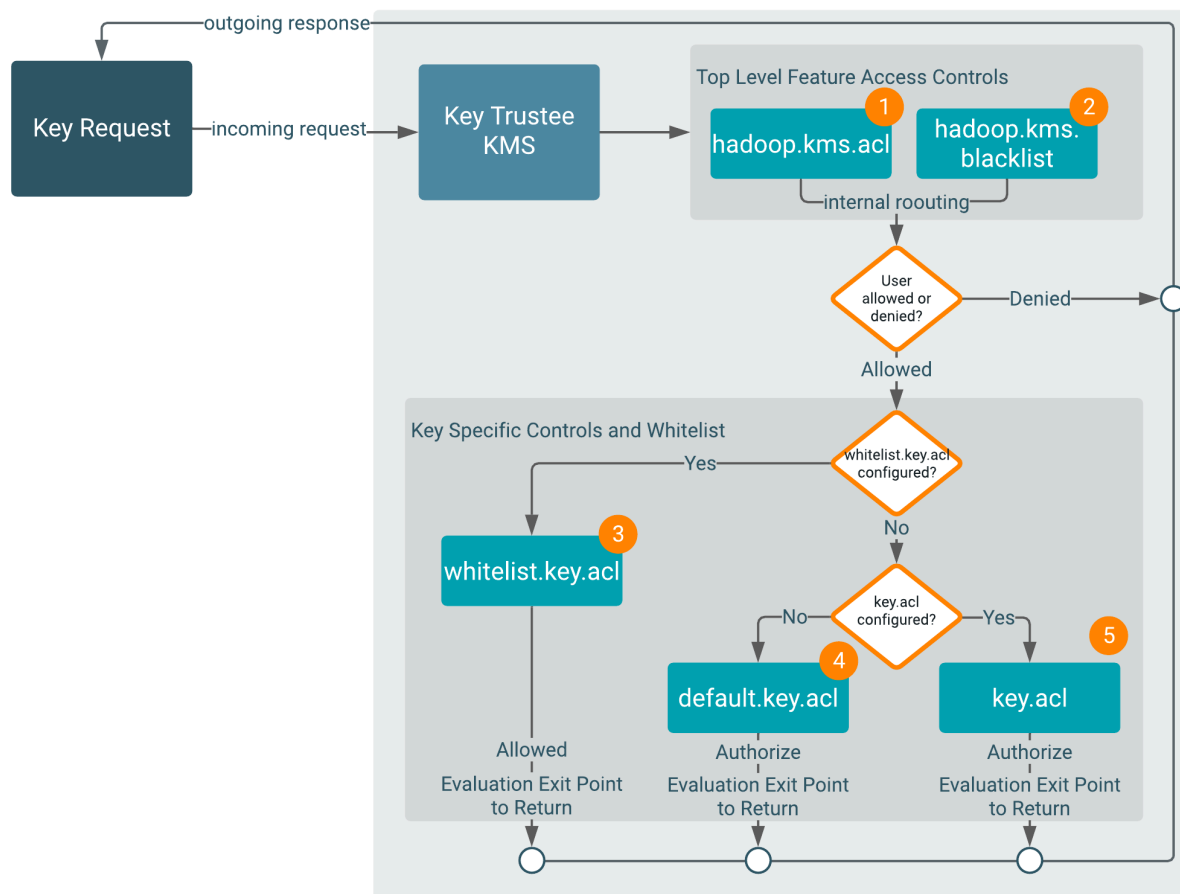 outgoing response
Key Request
incoming request
Key Trustee
KMS
Top Level Feature Access Controls
1
hadoop.kms.acl
2
hadoop.kms.
blacklist
internal roouting
User
allowed or
denied?
Denied
Allowed
Key Specific Controls and Whitelist
whitelist.key.acl
configured?
Yes
No
3
whitelist.key.acl
key.acl
configured?
No
Yes
4
default.key.acl
5
key.acl
Allowed
Evaluation Exit Point
to Return
Authorize
Evaluation Exit Point
to Return
Authorize
Evaluation Exit Point
to Return